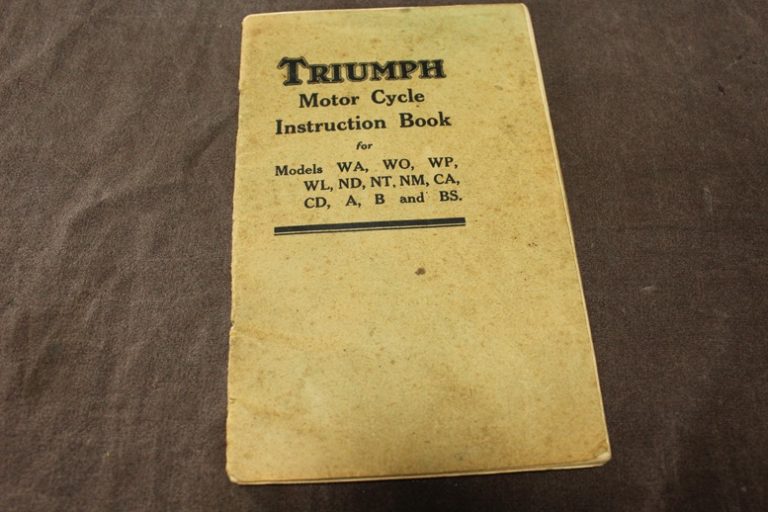 TRIUMPH
Motor Cycle
Instruction Book
for
Models WA, WO, WP,
WL, ND, NT, NM, CA,
CD, A, B and BS.